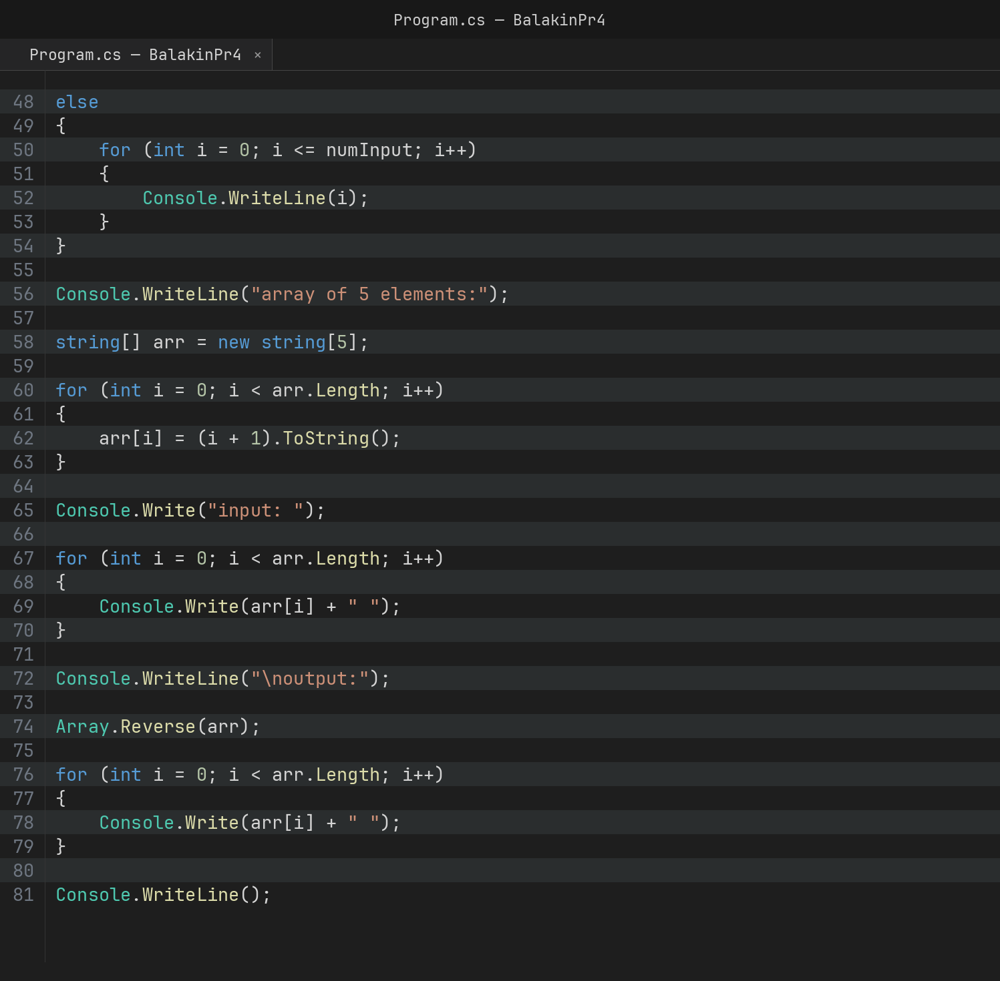 Program.cs — BalakinPr4
Program.cs — BalakinPr4 ×
48 else
49 {
50     for (int i = 0; i <= numInput; i++)
51     {
52         Console.WriteLine(i);
53     }
54 }
55
56 Console.WriteLine("array of 5 elements:");
57
58 string[] arr = new string[5];
59
60 for (int i = 0; i < arr.Length; i++)
61 {
62     arr[i] = (i + 1).ToString();
63 }
64
65 Console.Write("input: ");
66
67 for (int i = 0; i < arr.Length; i++)
68 {
69     Console.Write(arr[i] + " ");
70 }
71
72 Console.WriteLine("\noutput:");
73
74 Array.Reverse(arr);
75
76 for (int i = 0; i < arr.Length; i++)
77 {
78     Console.Write(arr[i] + " ");
79 }
80
81 Console.WriteLine();